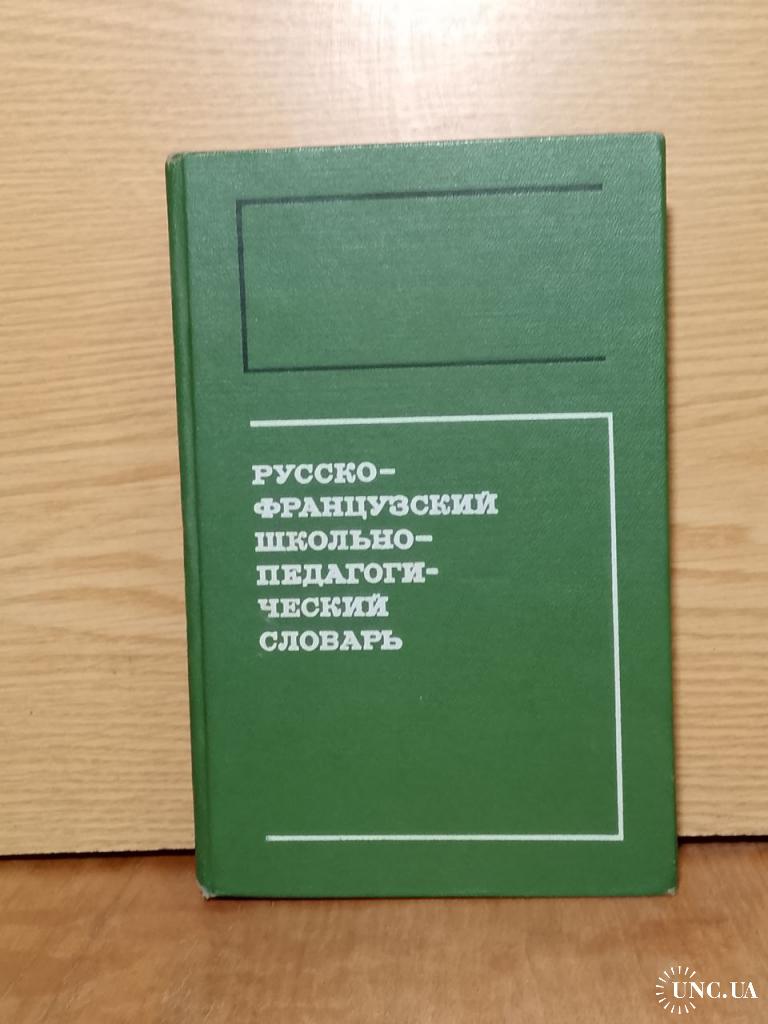 РУССКО-
ФРАНЦУЗСКИЙ
ШКОЛЬНО-
ПЕДАГОГИ-
ЧЕСКИЙ
СЛОВАРЬ
UNC.UA